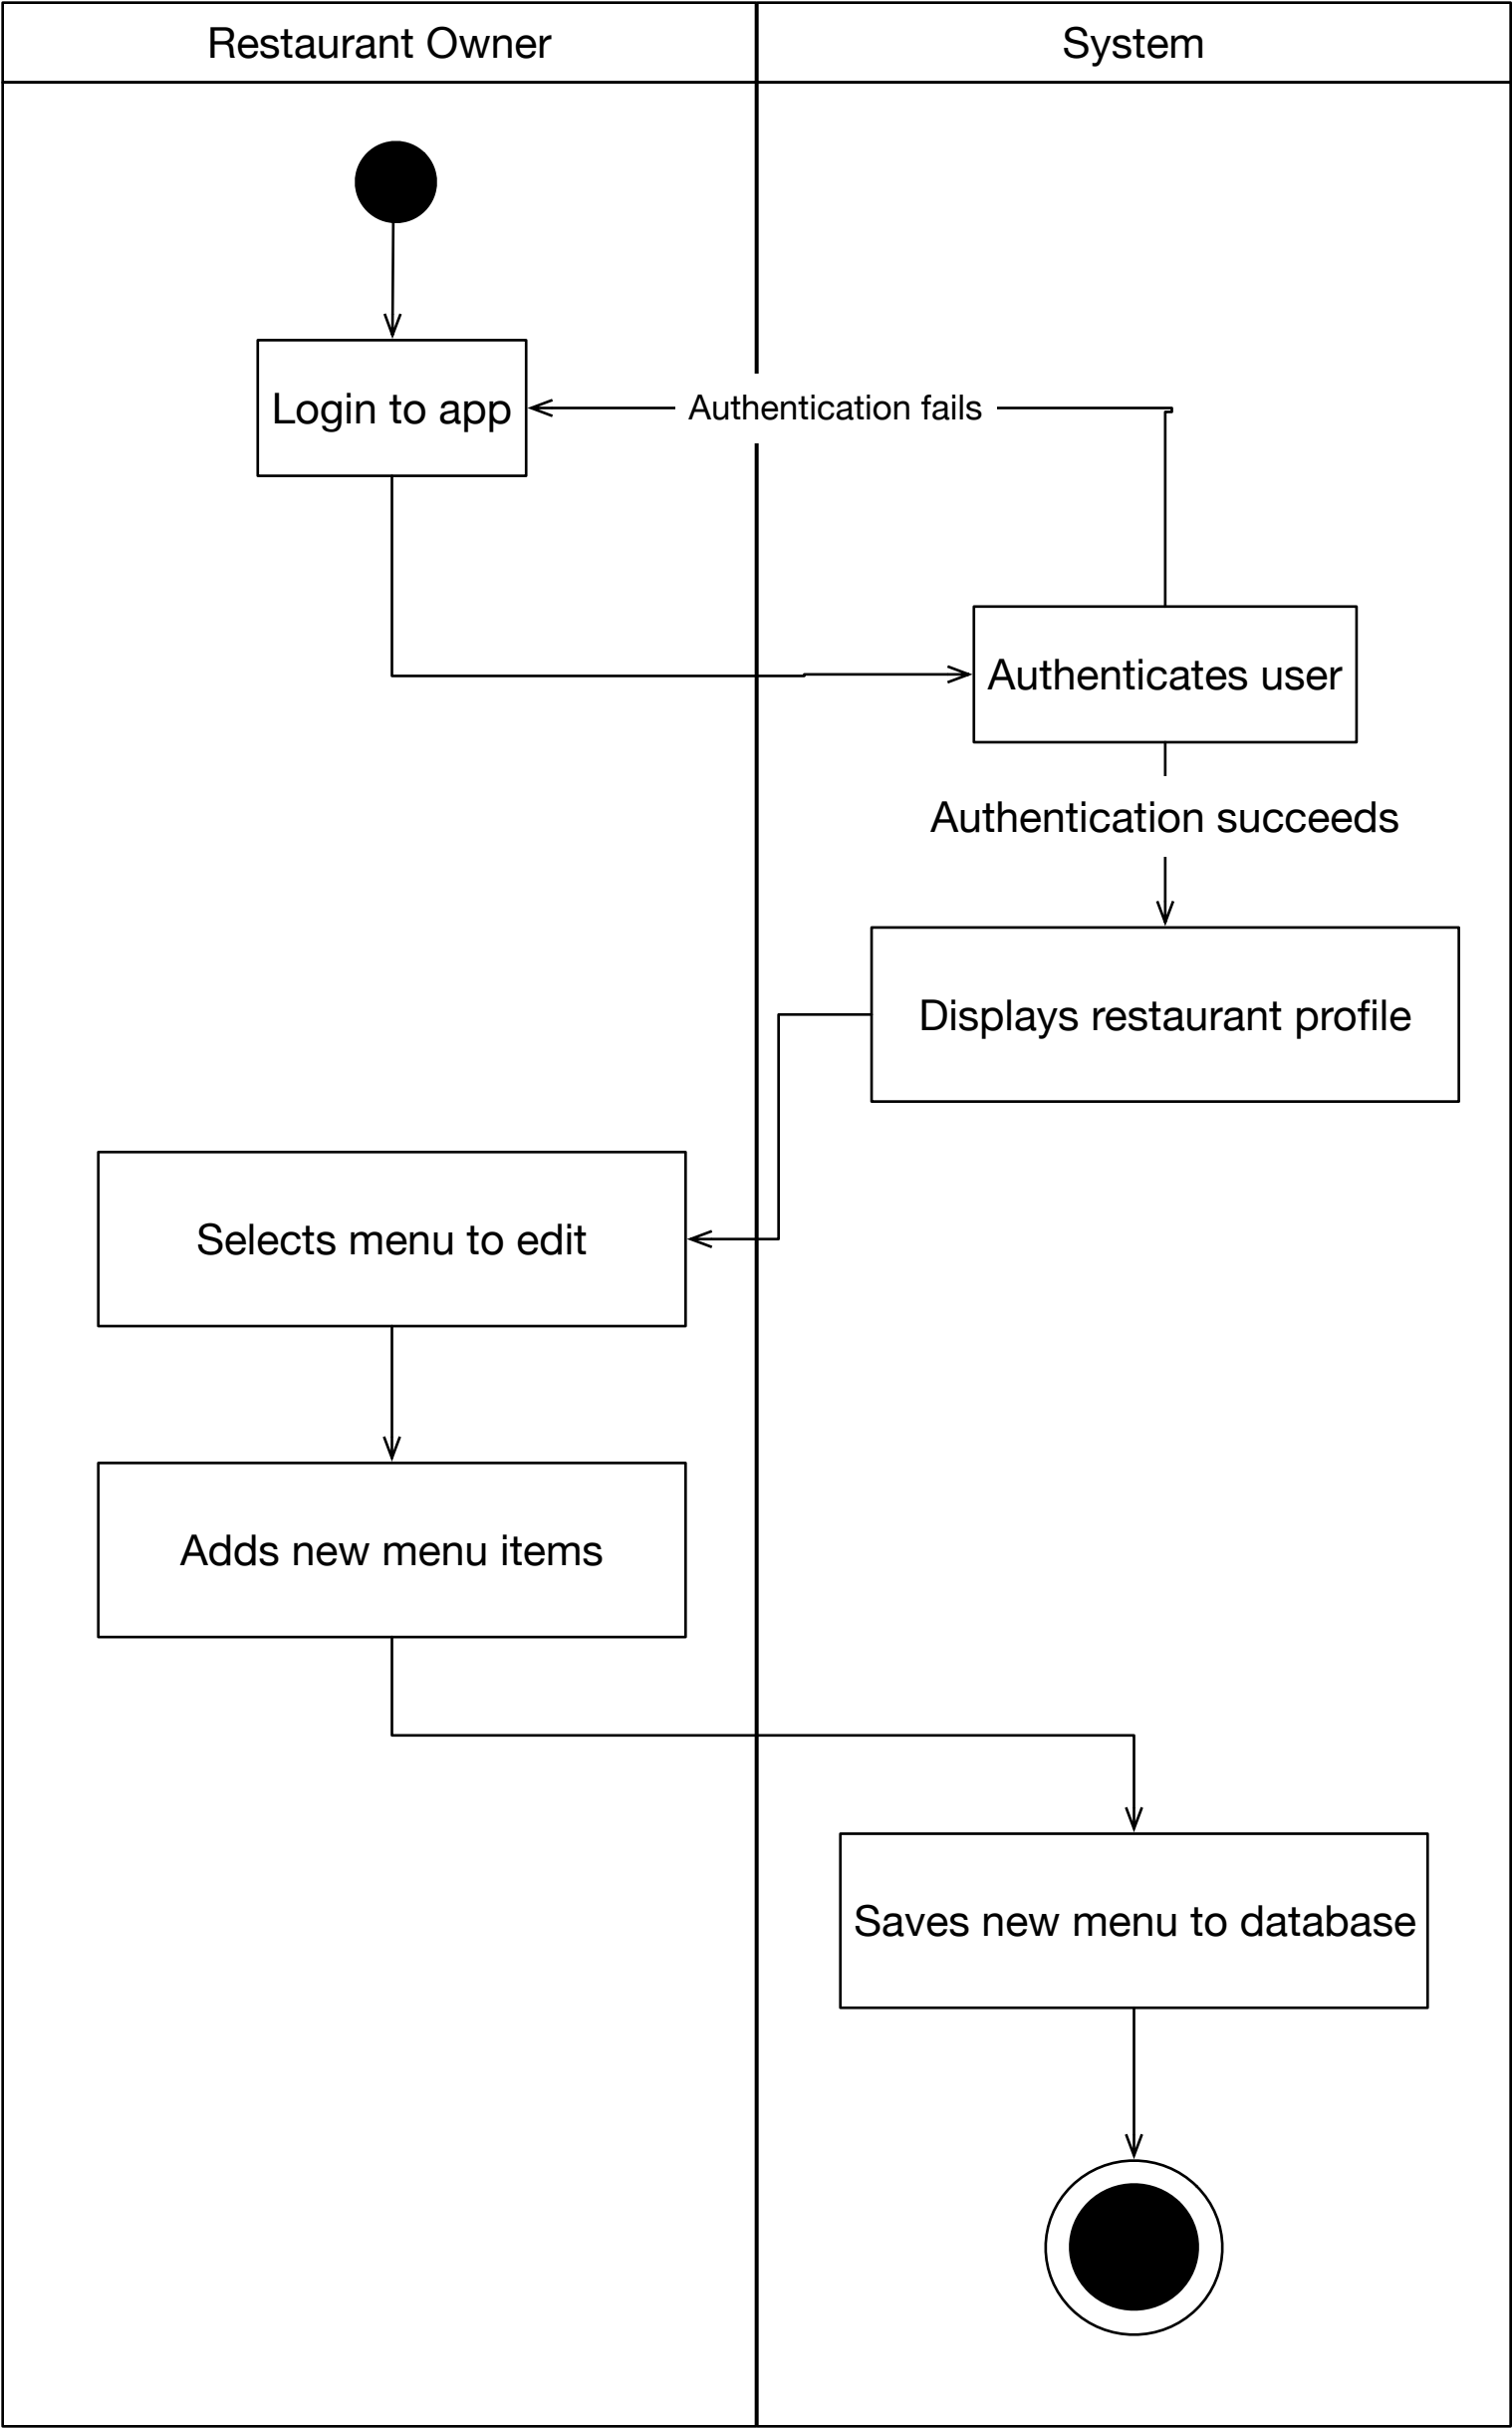 Restaurant Owner
System
Login to app
Authentication fails
Authenticates user
Authentication succeeds
Displays restaurant profile
Selects menu to edit
Adds new menu items
Saves new menu to database